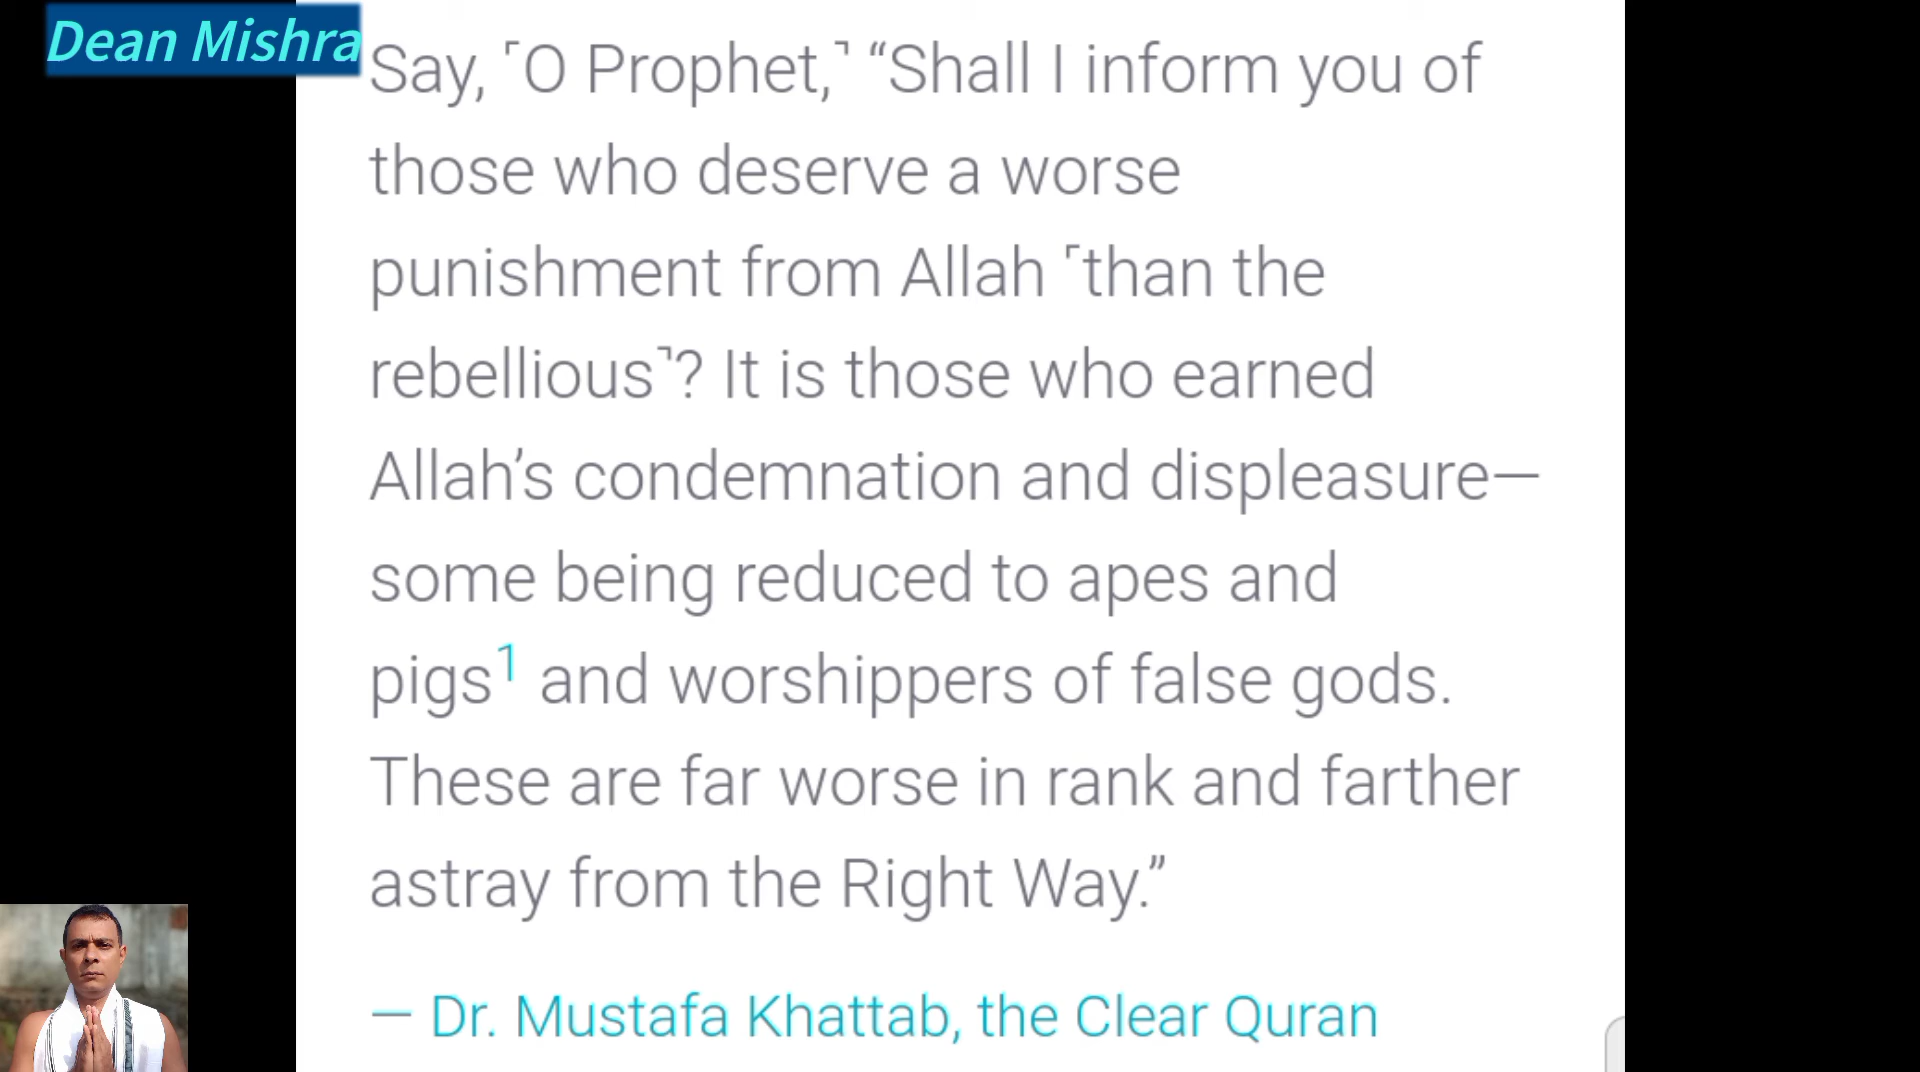 Dean Mishra
Say, ˹O Prophet,˺ “Shall I inform you of
those who deserve a worse
punishment from Allah ˹than the
rebellious˺? It is those who earned
Allah’s condemnation and displeasure—
some being reduced to apes and
pigs¹ and worshippers of false gods.
These are far worse in rank and farther
astray from the Right Way.”
— Dr. Mustafa Khattab, the Clear Quran